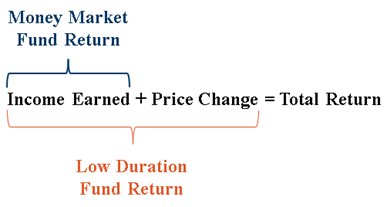 Money Market
Fund Return
Income Earned + Price Change = Total Return
Low Duration
Fund Return